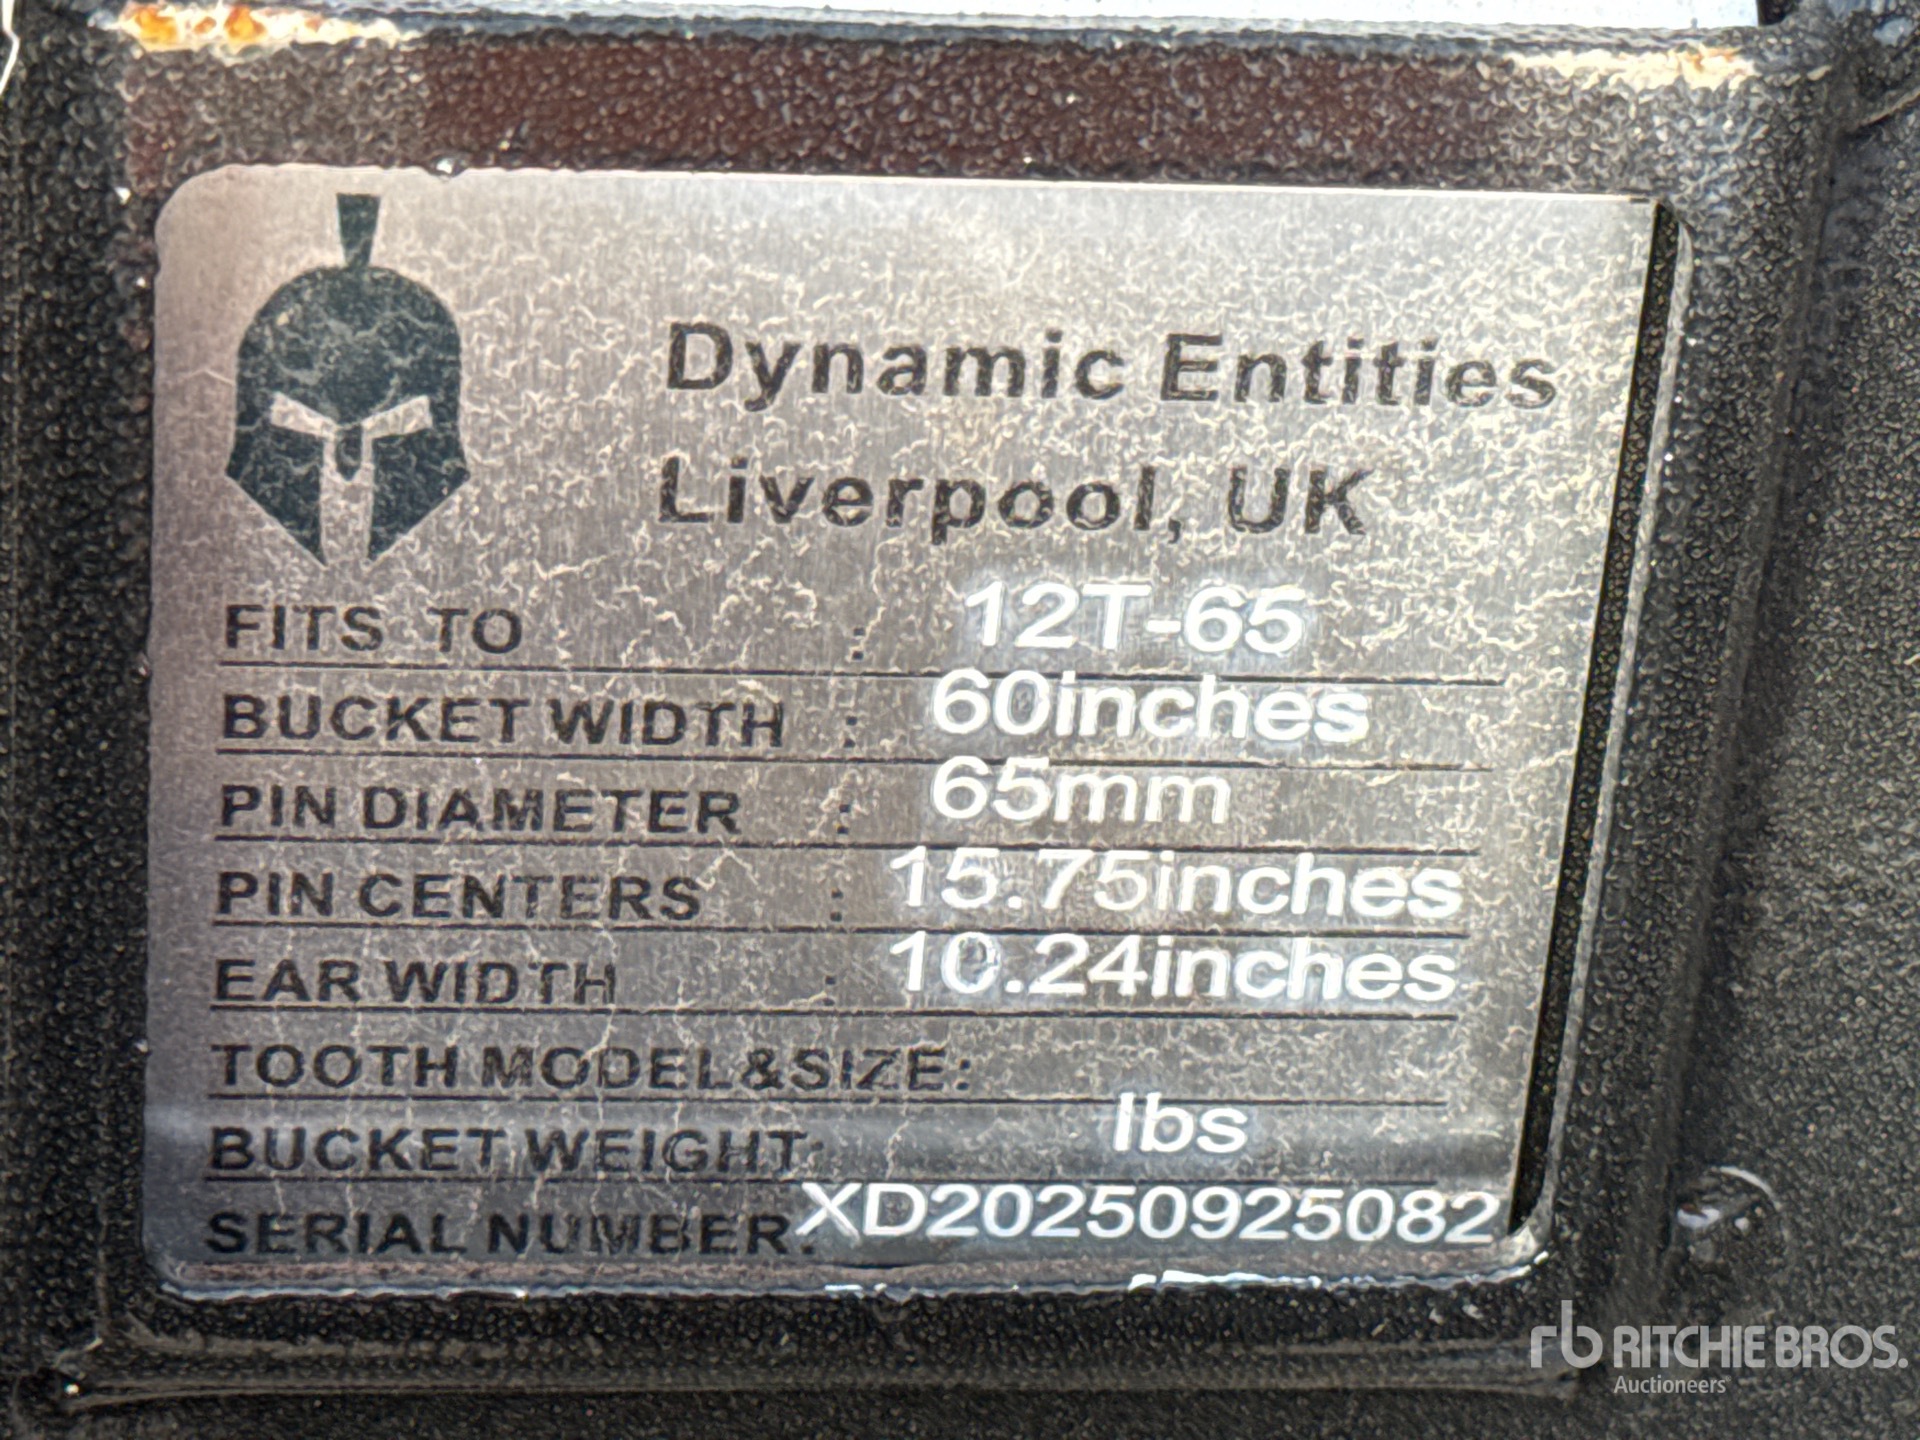 Dynamic Entities
Liverpool, UK
FITS TO : 12T-65
BUCKET WIDTH : 60inches
PIN DIAMETER : 65mm
PIN CENTERS : 15.75inches
EAR WIDTH : 10.24inches
TOOTH MODEL&SIZE:
BUCKET WEIGHT: lbs
SERIAL NUMBER: XD20250925082
rb RITCHIE BROS.
Auctioneers